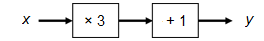 x × 3 + 1 y